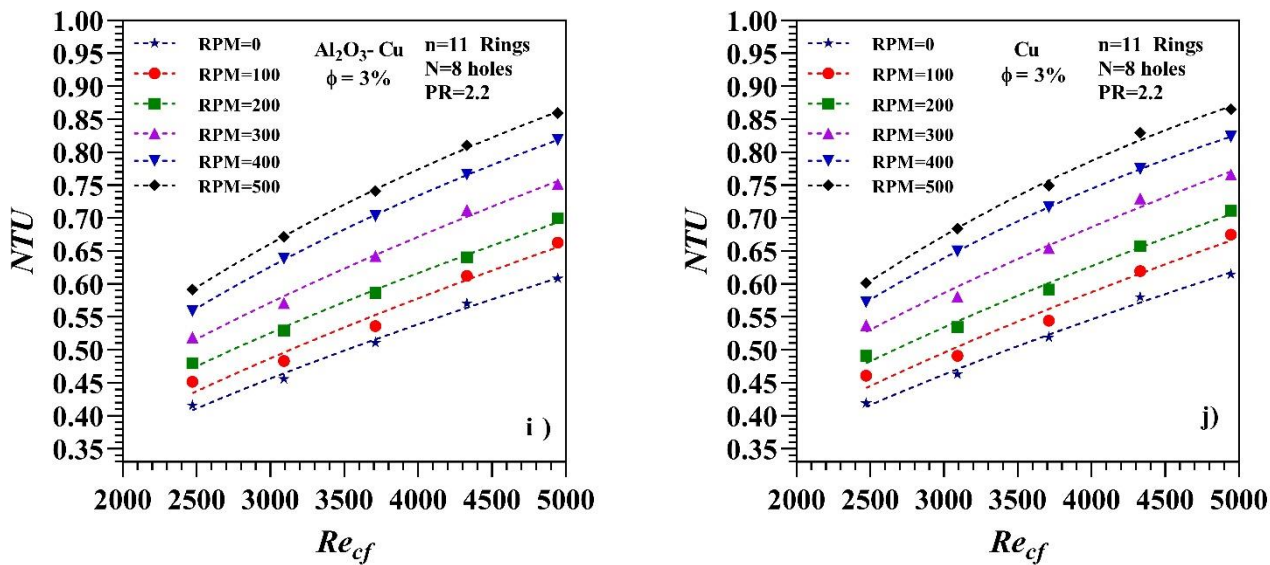 1.00
0.95
0.90
0.85
0.80
0.75
0.70
0.65
0.60
0.55
0.50
0.45
0.40
0.35
NTU
RPM=0
RPM=100
RPM=200
RPM=300
RPM=400
RPM=500
Al₂O₃- Cu
ϕ = 3%
n=11 Rings
N=8 holes
PR=2.2
i )
2000 2500 3000 3500 4000 4500 5000
Re_cf
1.00
0.95
0.90
0.85
0.80
0.75
0.70
0.65
0.60
0.55
0.50
0.45
0.40
0.35
NTU
RPM=0
RPM=100
RPM=200
RPM=300
RPM=400
RPM=500
Cu
ϕ = 3%
n=11 Rings
N=8 holes
PR=2.2
j)
2000 2500 3000 3500 4000 4500 5000
Re_cf